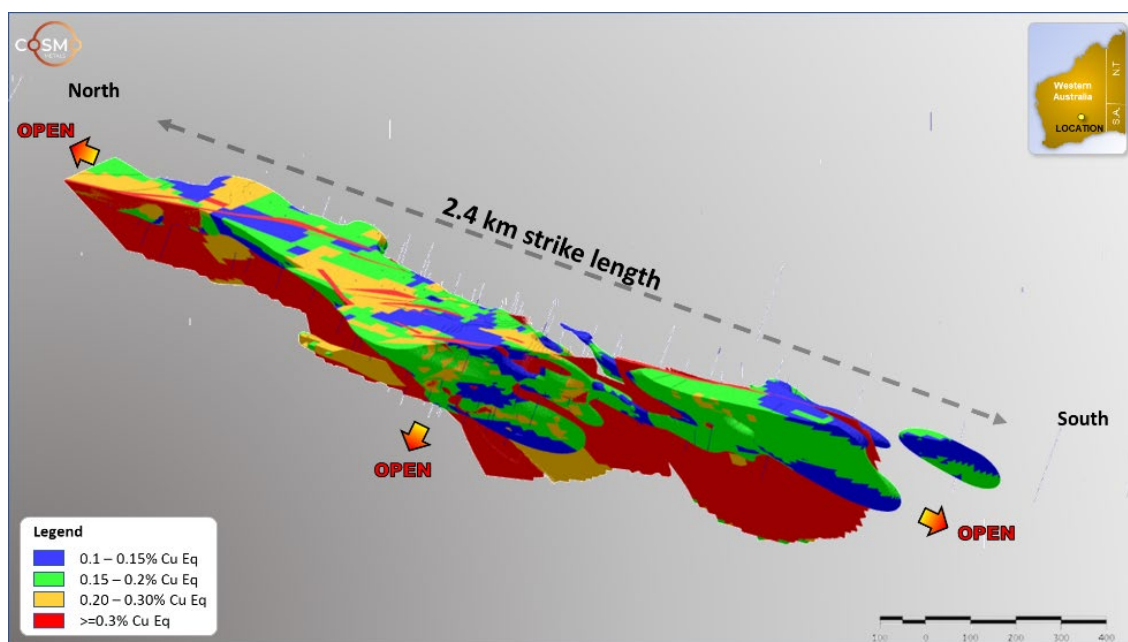 COSMO
METALS
North
OPEN
2.4 km strike length
Western
Australia
N.T
S.A.
LOCATION
OPEN
South
OPEN
Legend
0.1 – 0.15% Cu Eq
0.15 – 0.2% Cu Eq
0.20 – 0.30% Cu Eq
>=0.3% Cu Eq
100 0 100 200 300 400